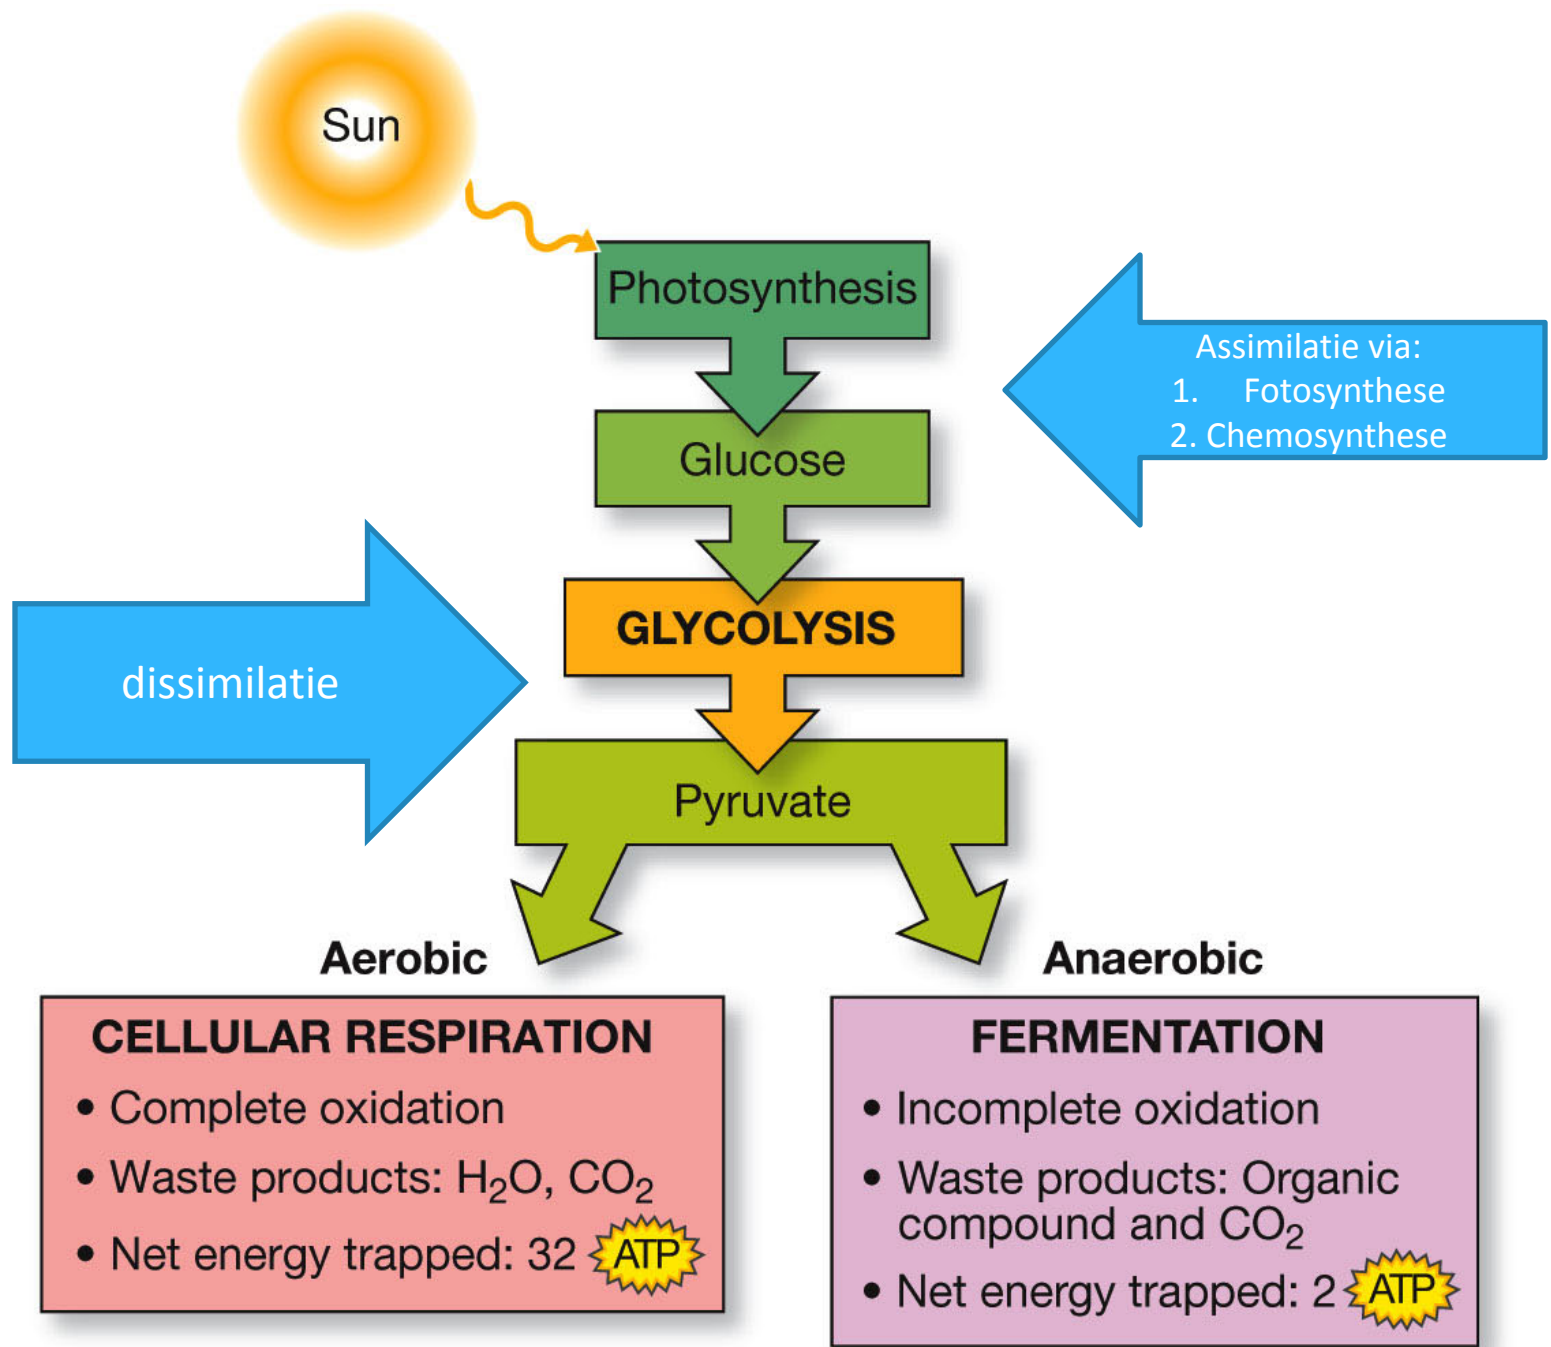 Sun
Photosynthesis
Assimilatie via:
1. Fotosynthese
2. Chemosynthese
Glucose
GLYCOLYSIS
dissimilatie
Pyruvate
Aerobic
Anaerobic
CELLULAR RESPIRATION
• Complete oxidation
• Waste products: H₂O, CO₂
• Net energy trapped: 32 ATP
FERMENTATION
• Incomplete oxidation
• Waste products: Organic
compound and CO₂
• Net energy trapped: 2 ATP